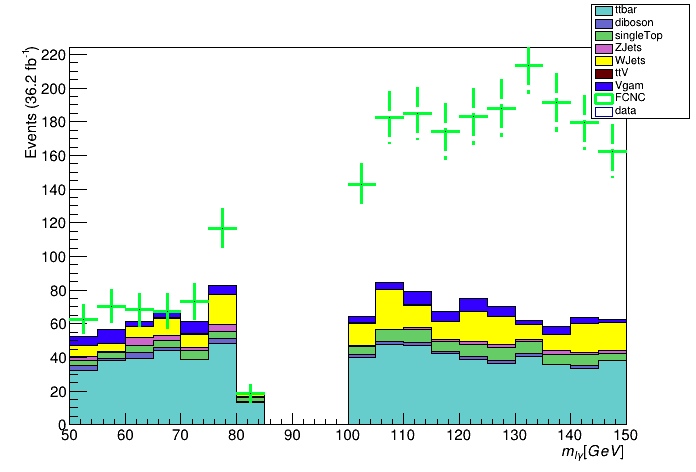 ttbar
diboson
singleTop
ZJets
WJets
ttV
Vgam
FCNC
data
Events (36.2 fb⁻¹)
220
200
180
160
140
120
100
80
60
40
20
0
50 60 70 80 90 100 110 120 130 140 150
m_{lγ}[GeV]